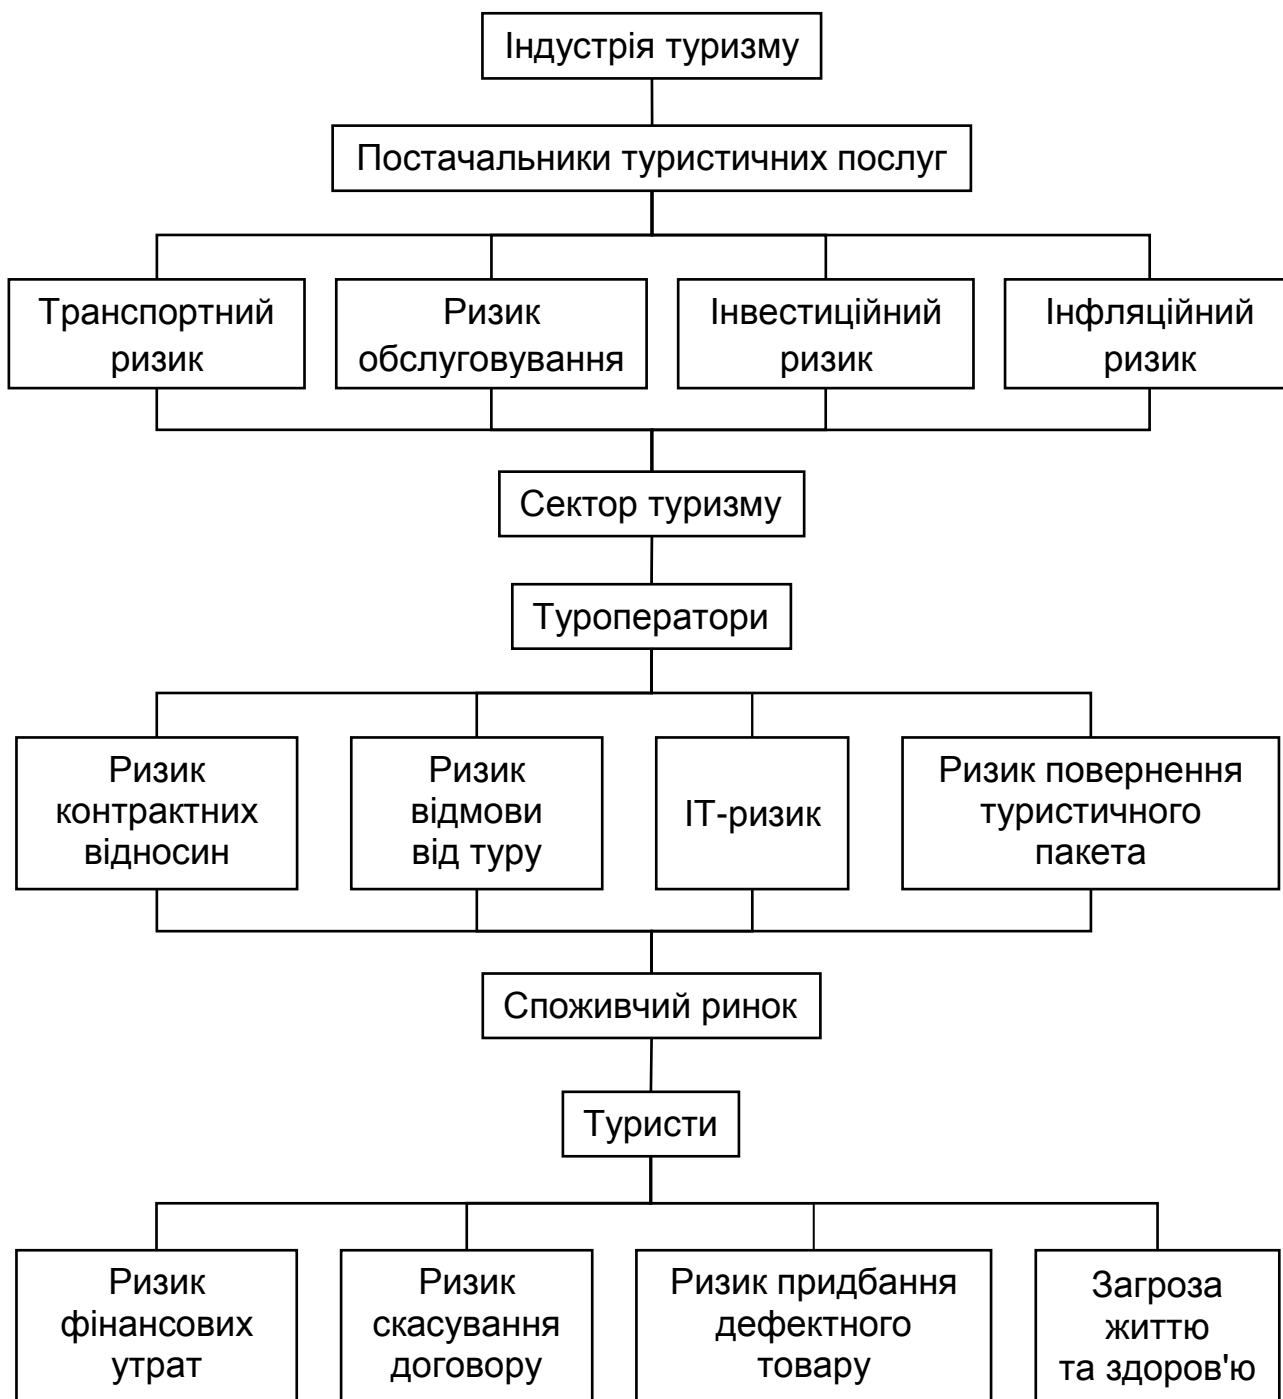 Індустрія туризму
Постачальники туристичних послуг
Транспортний
ризик
Ризик
обслуговування
Інвестиційний
ризик
Інфляційний
ризик
Сектор туризму
Туроператори
Ризик
контрактних
відносин
Ризик
відмови
від туру
ІТ-ризик
Ризик повернення
туристичного
пакета
Споживчий ринок
Туристи
Ризик
фінансових
утрат
Ризик
скасування
договору
Ризик придбання
дефектного
товару
Загроза
життю
та здоров'ю